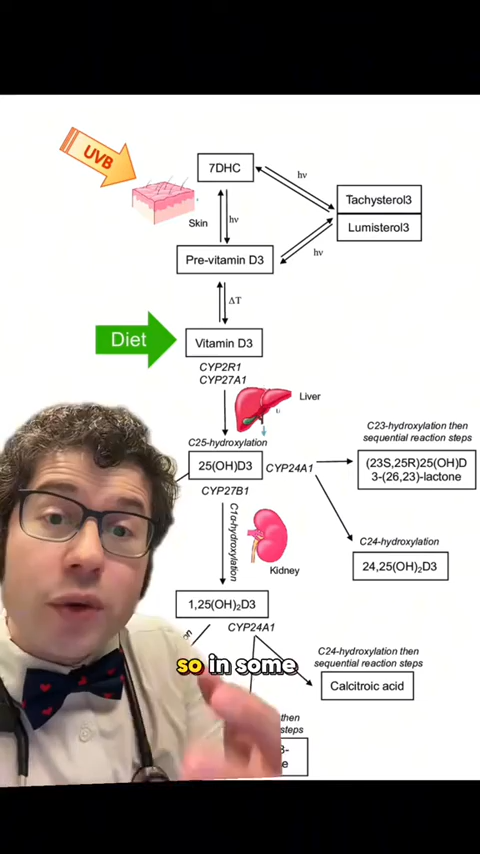 UVB
7DHC
hν
Tachysterol3
Lumisterol3
Skin
hν
hν
Pre-vitamin D3
ΔT
Diet
Vitamin D3
CYP2R1
CYP27A1
Liver
C25-hydroxylation
25(OH)D3
CYP24A1
C23-hydroxylation then
sequential reaction steps
(23S,25R)25(OH)D
3-(26,23)-lactone
CYP27B1
C1α-hydroxylation
Kidney
C24-hydroxylation
24,25(OH)₂D3
1,25(OH)₂D3
CYP24A1
so in some
C24-hydroxylation then
sequential reaction steps
Calcitroic acid
then
steps